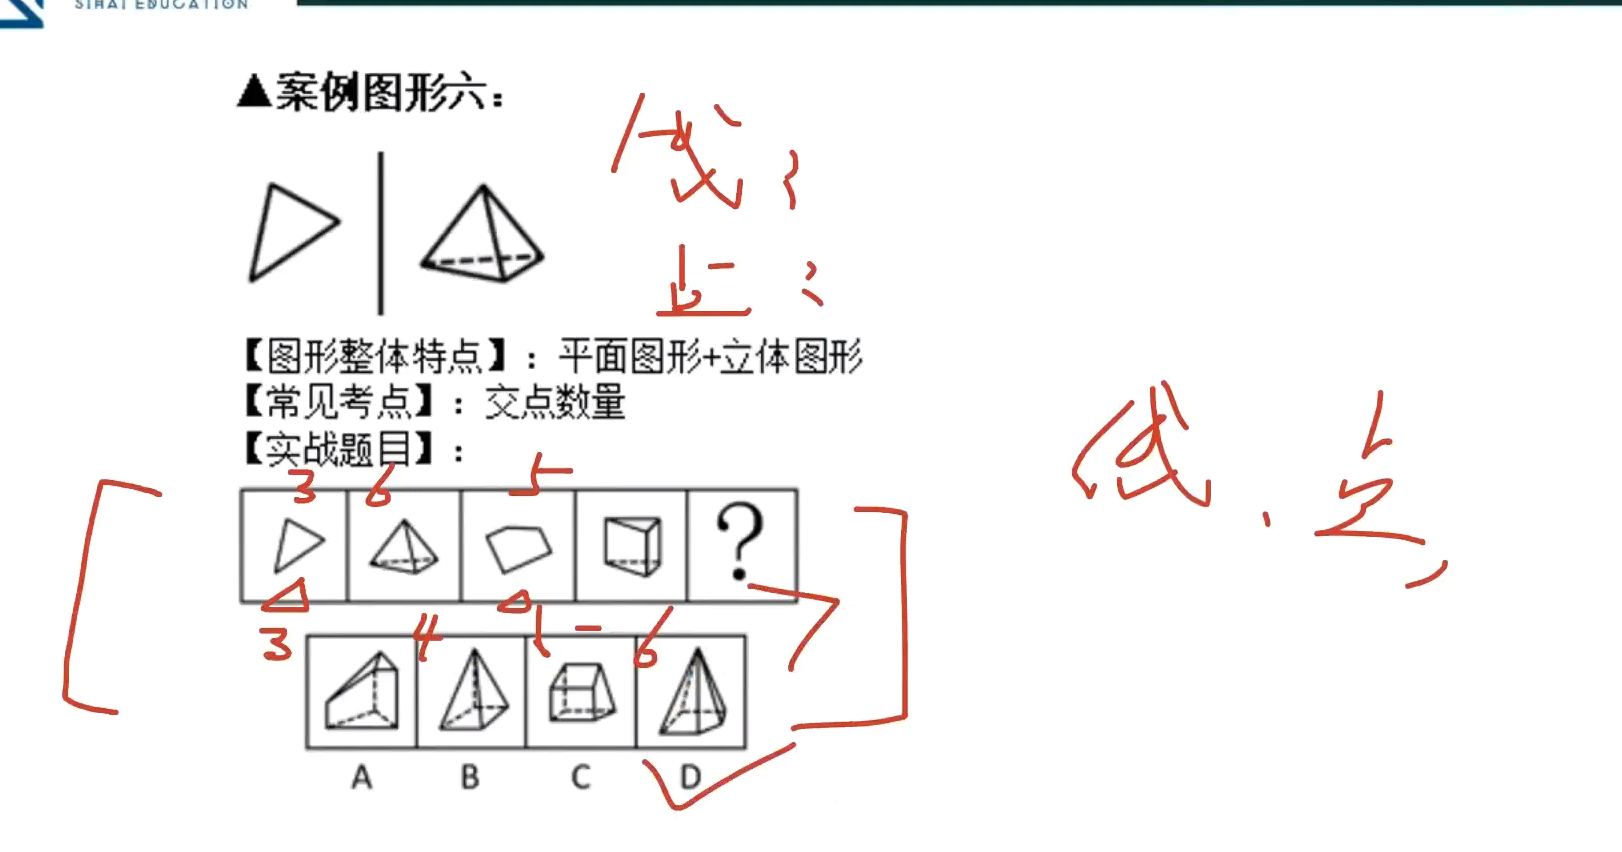 SIHAI EDUCATION
▲案例图形六：
线
点
【图形整体特点】：平面图形+立体图形
【常见考点】：交点数量
线、点
【实战题目】：
3 6 5
?
3 4 5 6
A B C D